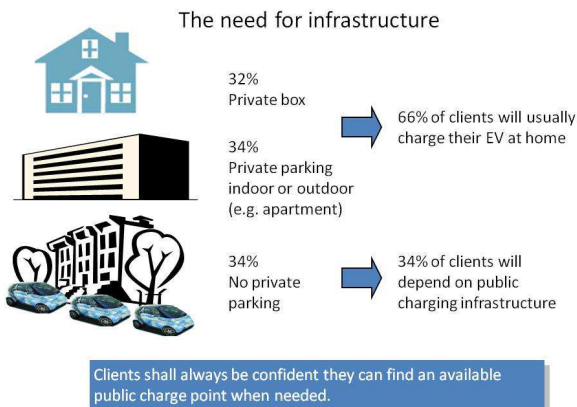 The need for infrastructure
32%
Private box
66% of clients will usually
charge their EV at home
34%
Private parking
indoor or outdoor
(e.g. apartment)
34%
No private
parking
34% of clients will
depend on public
charging infrastructure
Clients shall always be confident they can find an available
public charge point when needed.